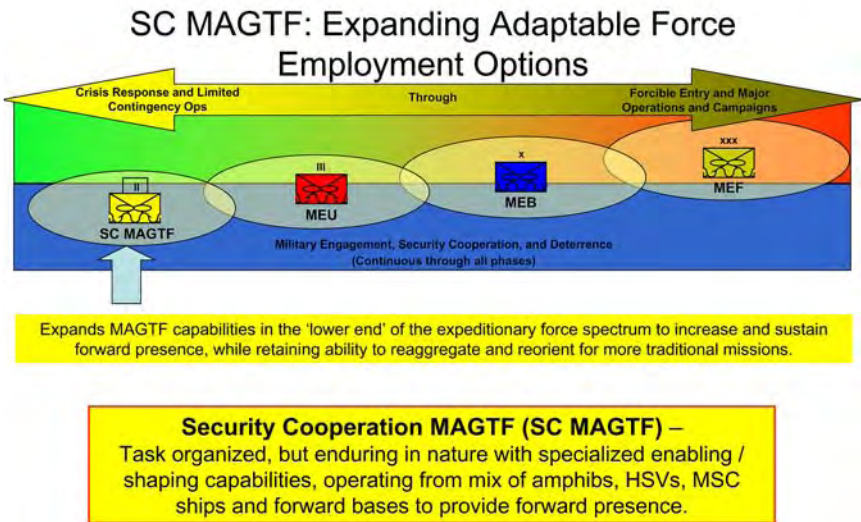 SC MAGTF: Expanding Adaptable Force
Employment Options
Crisis Response and Limited
Contingency Ops
Through
Forcible Entry and Major
Operations and Campaigns
II
SC MAGTF
III
MEU
X
MEB
XXX
MEF
Military Engagement, Security Cooperation, and Deterrence
(Continuous through all phases)
Expands MAGTF capabilities in the ‘lower end’ of the expeditionary force spectrum to increase and sustain
forward presence, while retaining ability to reaggregate and reorient for more traditional missions.
Security Cooperation MAGTF (SC MAGTF) –
Task organized, but enduring in nature with specialized enabling /
shaping capabilities, operating from mix of amphibs, HSVs, MSC
ships and forward bases to provide forward presence.